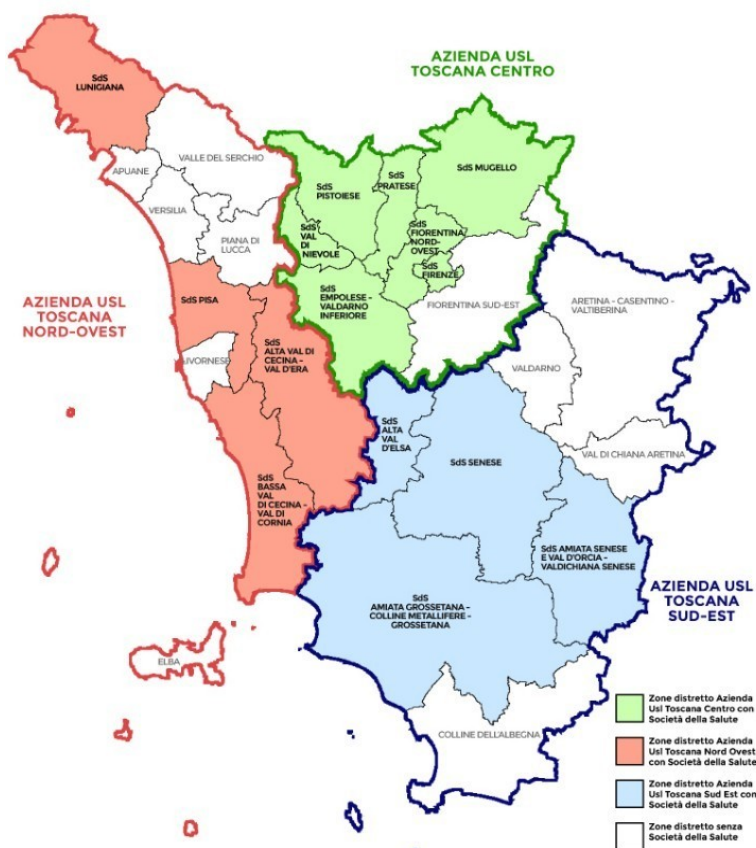 AZIENDA USL
TOSCANA CENTRO
SdS
LUNIGIANA
VALLE DEL SERCHIO
APUANE
VERSILIA
PIANA DI
LUCCA
SdS
PISTOIESE
SdS
PRATESE
SdS MUGELLO
SdS
VAL
DI
NIEVOLE
SdS
FIORENTINA
NORD-
OVEST
SdS
FIRENZE
SdS
EMPOLESE -
VALDARNO
INFERIORE
FIORENTINA SUD-EST
AZIENDA USL
TOSCANA
NORD-OVEST
SdS PISA
SdS
ALTA VAL DI
CECINA -
VAL D'ERA
LIVORNESE
ARETINA - CASENTINO -
VALTIBERINA
VALDARNO
VAL DI CHIANA ARETINA
SdS
ALTA
VAL
D'ELSA
SdS SENESE
SdS
BASSA
VAL
DI CECINA -
VAL DI
CORNIA
SdS AMIATA SENESE
E VAL D'ORCIA -
VALDICHIANA SENESE
AZIENDA USL
TOSCANA
SUD-EST
SdS
AMIATA GROSSETANA -
COLLINE METALLIFERE -
GROSSETANA
ELBA
COLLINE DELL'ALBEGNA
Zone distretto Azienda
Usl Toscana Centro con
Società della Salute
Zone distretto Azienda
Usl Toscana Nord Ovest
con Società della Salute
Zone distretto Azienda
Usl Toscana Sud Est con
Società della Salute
Zone distretto senza
Società della Salute